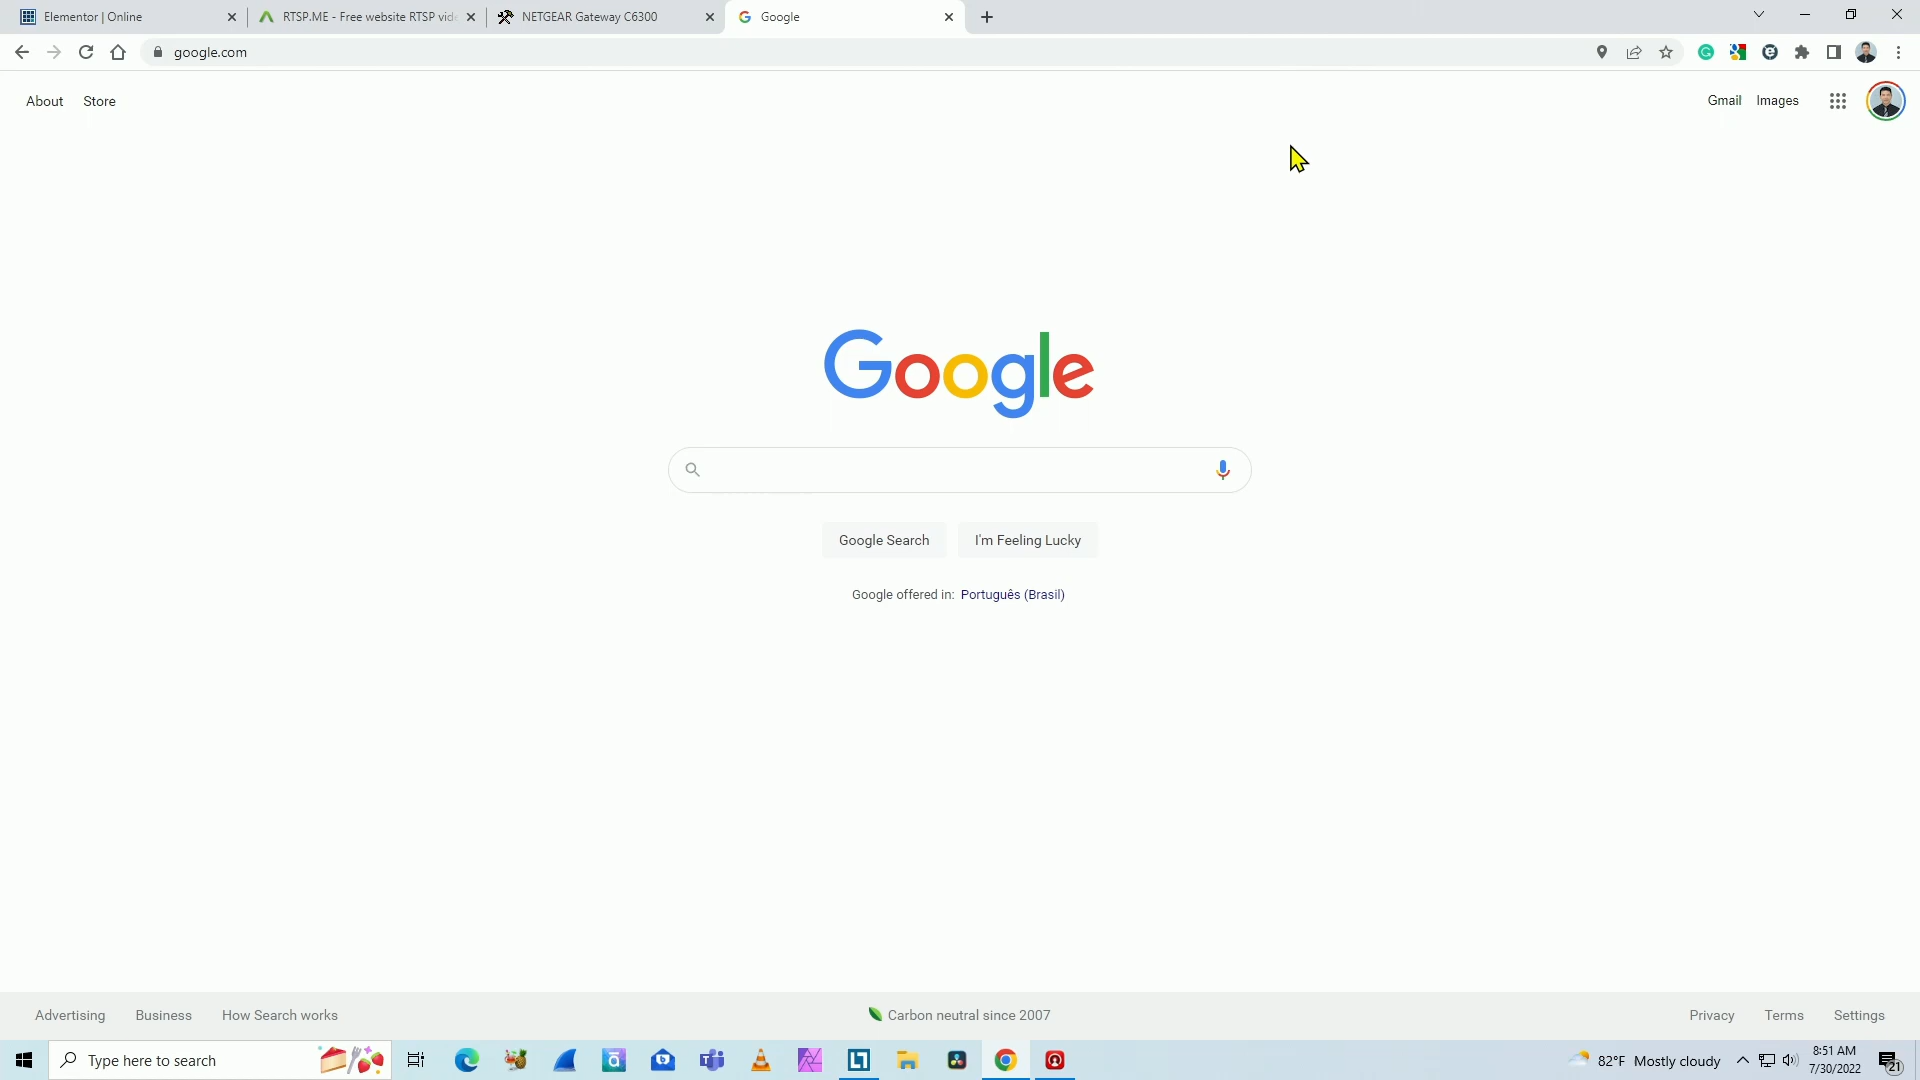 Elementor | Online
RTSP.ME - Free website RTSP vid
NETGEAR Gateway C6300
Google
google.com
About
Store
Gmail
Images
Google
Google Search
I'm Feeling Lucky
Google offered in: Português (Brasil)
Advertising
Business
How Search works
Carbon neutral since 2007
Privacy
Terms
Settings
Type here to search
82°F Mostly cloudy
8:51 AM
7/30/2022
21